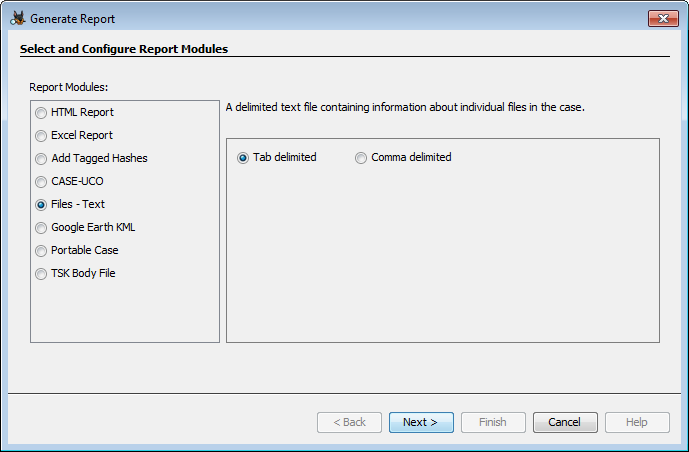 Generate Report
Select and Configure Report Modules
Report Modules:
HTML Report
Excel Report
Add Tagged Hashes
CASE-UCO
Files - Text
Google Earth KML
Portable Case
TSK Body File
A delimited text file containing information about individual files in the case.
Tab delimited Comma delimited
< Back Next > Finish Cancel Help